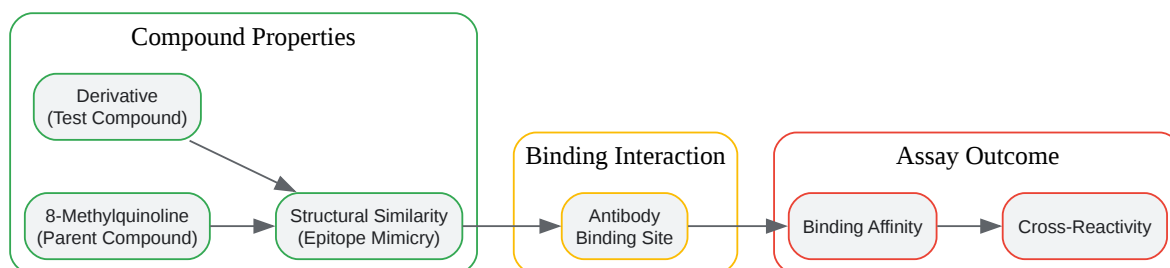 Compound Properties
Derivative
(Test Compound)
8-Methylquinoline
(Parent Compound)
Structural Similarity
(Epitope Mimicry)
Binding Interaction
Antibody
Binding Site
Assay Outcome
Binding Affinity
Cross-Reactivity